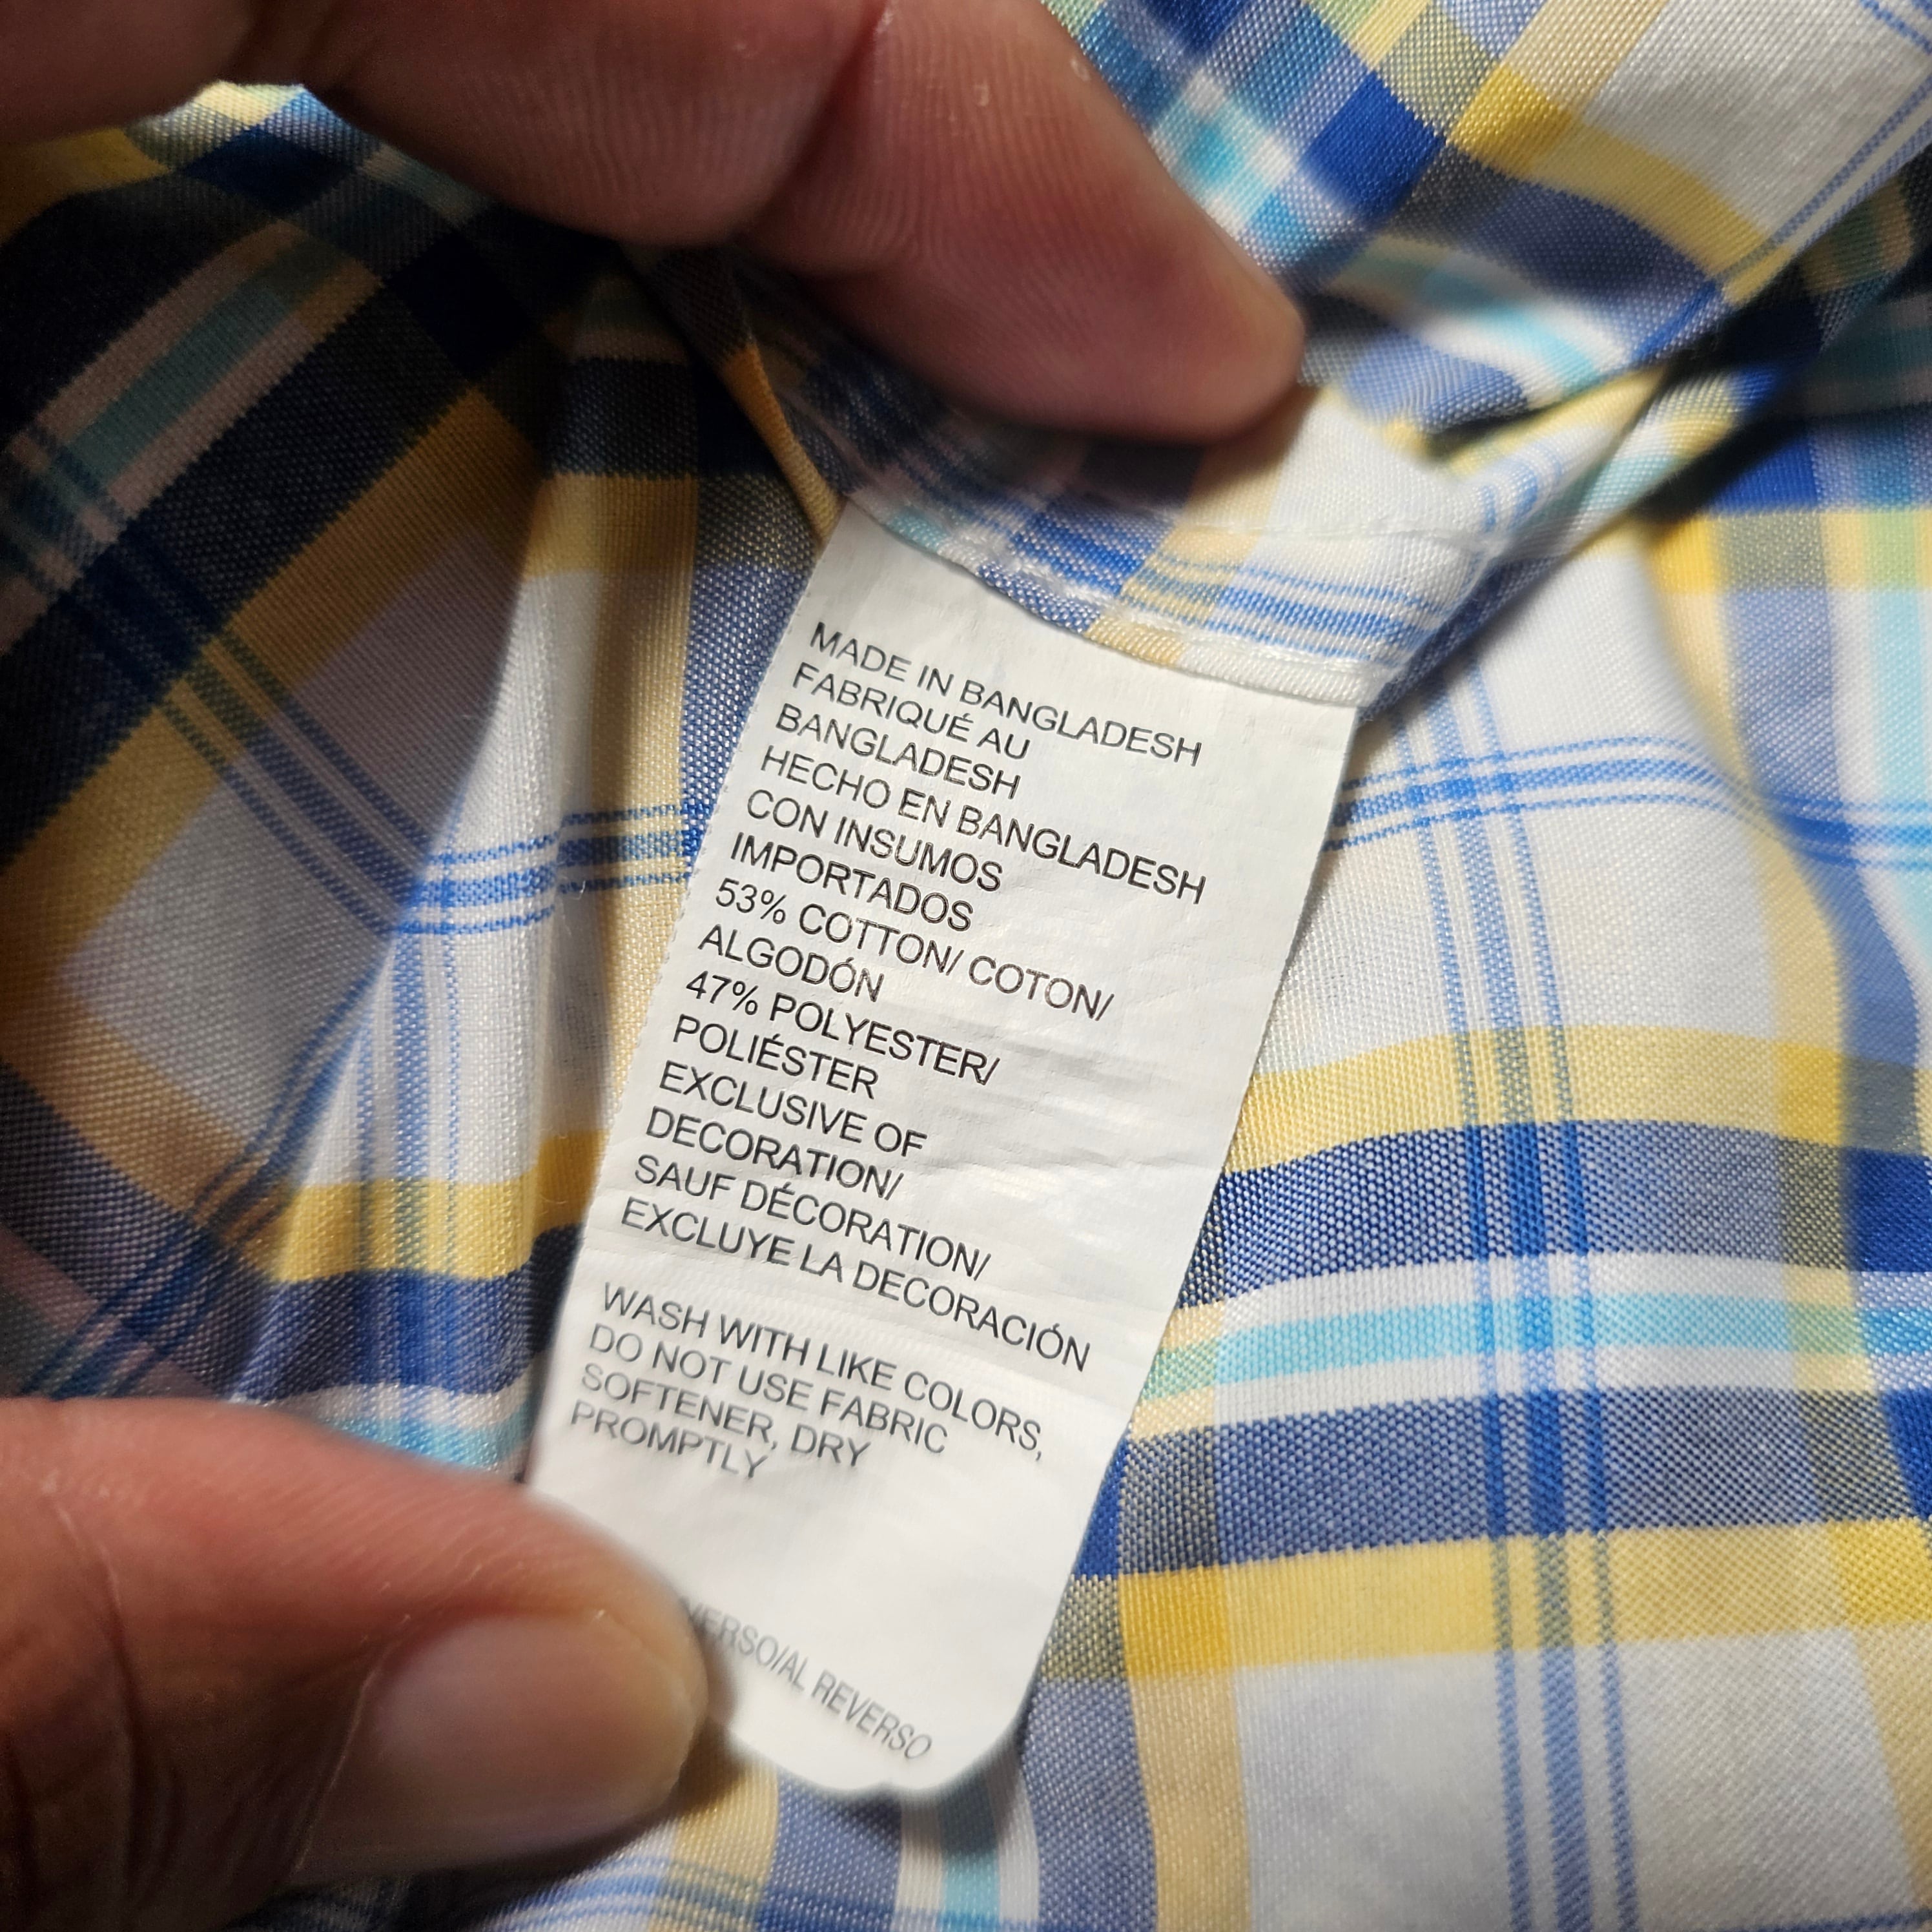 MADE IN BANGLADESH
FABRIQUÉ AU
BANGLADESH
HECHO EN BANGLADESH
CON INSUMOS
IMPORTADOS
53% COTTON/ COTON/
ALGODÓN
47% POLYESTER/
POLIÉSTER
EXCLUSIVE OF
DECORATION/
SAUF DÉCORATION/
EXCLUYE LA DECORACIÓN
WASH WITH LIKE COLORS,
DO NOT USE FABRIC
SOFTENER, DRY
PROMPTLY
REVERSO